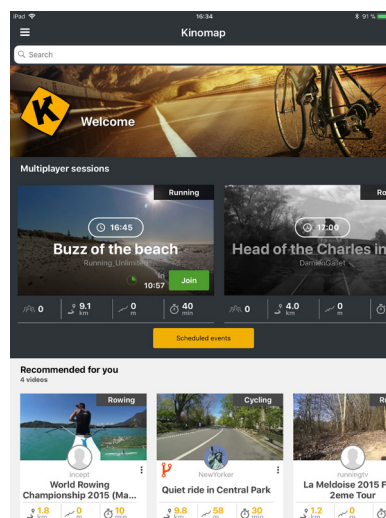 iPad 16:34 91 %
Kinomap
Search
Welcome
Multiplayer sessions
Running
16:45
Buzz of the beach
Running_Unlimited
in
10:57
Join
0 9.1 km 0 m 40 min
Ro
17:00
Head of the Charles in
DamienGallet
0 4.0 km 0 m
Scheduled events
Recommended for you
4 videos
Rowing
incept
World Rowing
Championship 2015 (Ma...
1.8 km 0 m 10 min
Cycling
NewYorker
Quiet ride in Central Park
9.8 km 58 m 30 min
runningtv
La Meldoise 2015 F
2eme Tour
1.2 km 0 m